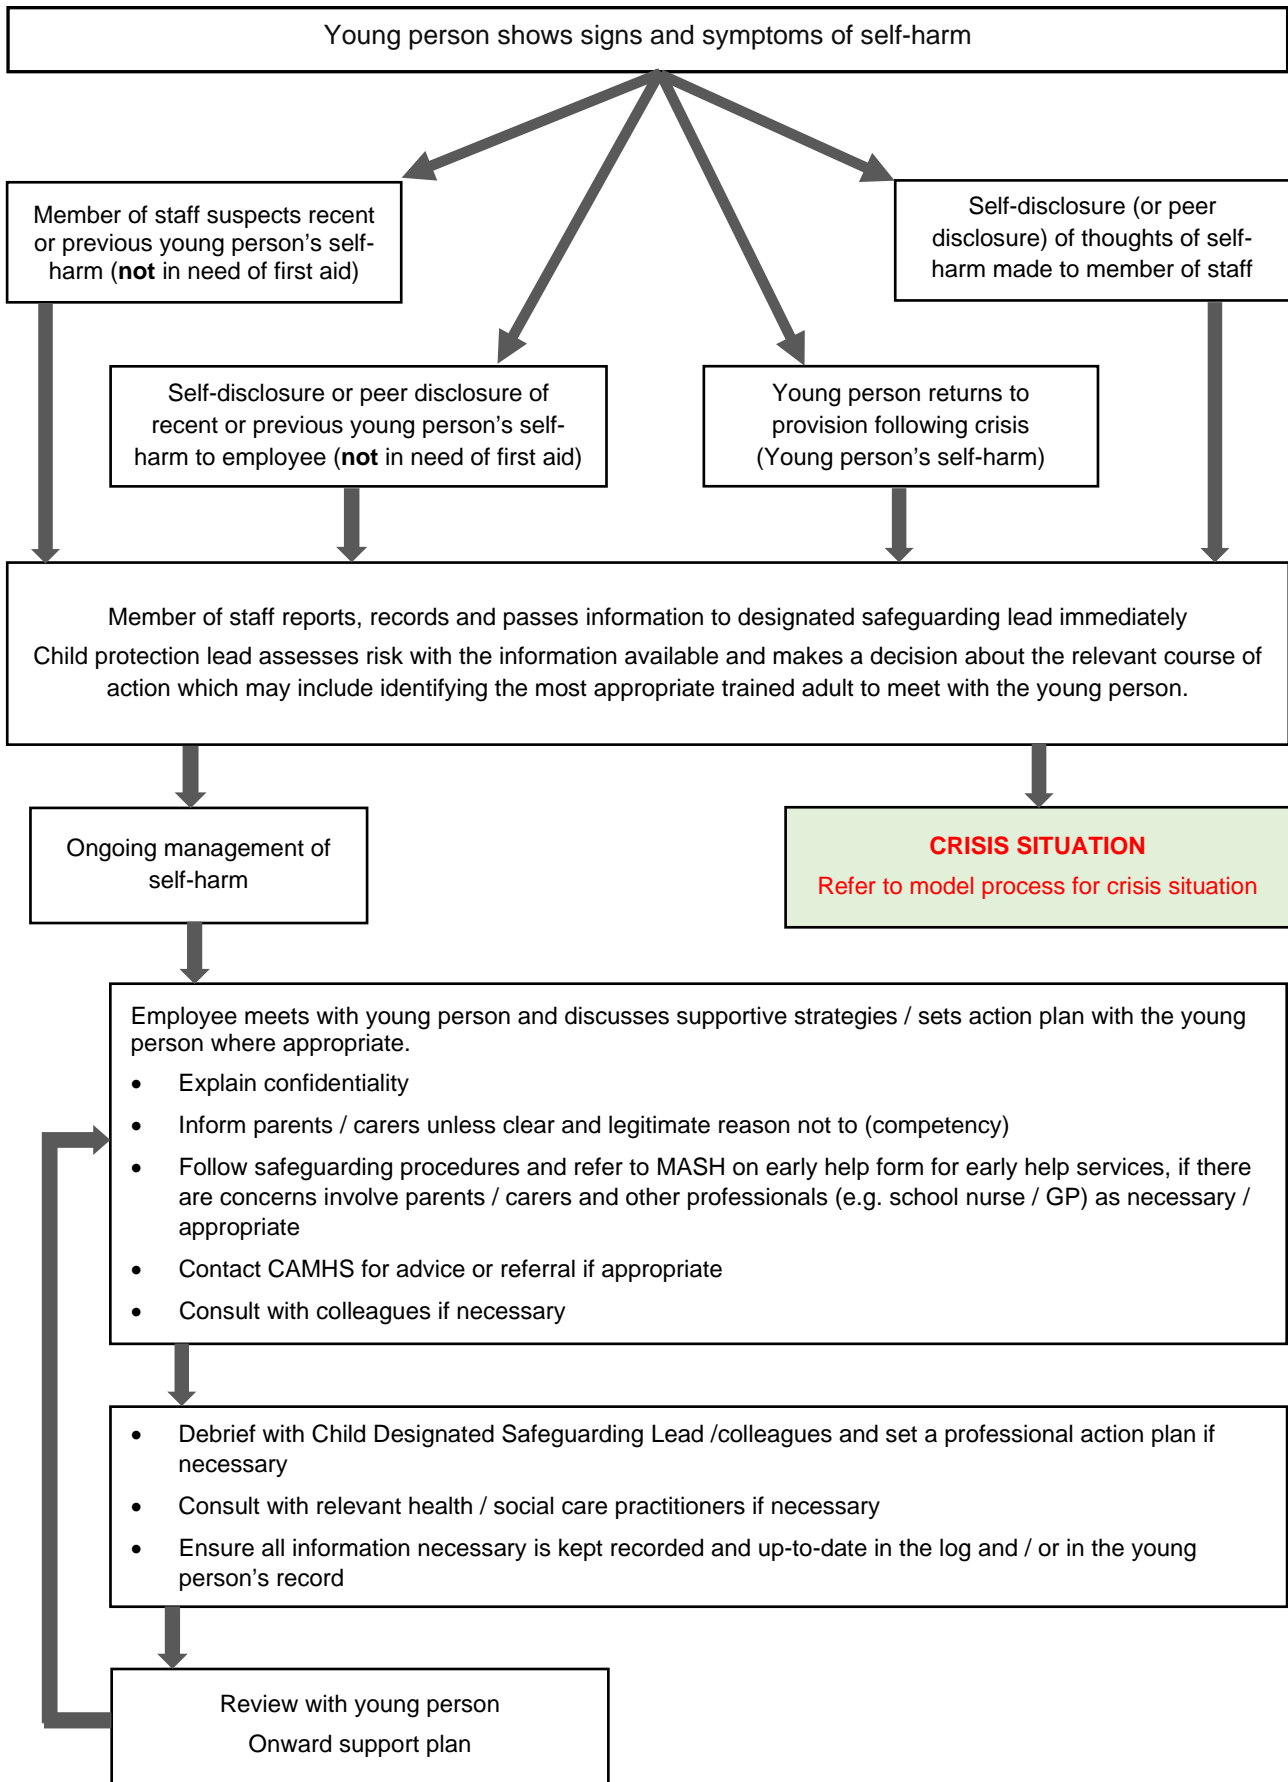 Young person shows signs and symptoms of self-harm
Member of staff suspects recent
or previous young person's self-
harm (not in need of first aid)
Self-disclosure (or peer
disclosure) of thoughts of self-
harm made to member of staff
Self-disclosure or peer disclosure of
recent or previous young person's self-
harm to employee (not in need of first aid)
Young person returns to
provision following crisis
(Young person's self-harm)
Member of staff reports, records and passes information to designated safeguarding lead immediately
Child protection lead assesses risk with the information available and makes a decision about the relevant course of
action which may include identifying the most appropriate trained adult to meet with the young person.
Ongoing management of
self-harm
CRISIS SITUATION
Refer to model process for crisis situation
Employee meets with young person and discusses supportive strategies / sets action plan with the young
person where appropriate.
• Explain confidentiality
• Inform parents / carers unless clear and legitimate reason not to (competency)
• Follow safeguarding procedures and refer to MASH on early help form for early help services, if there
are concerns involve parents / carers and other professionals (e.g. school nurse / GP) as necessary /
appropriate
• Contact CAMHS for advice or referral if appropriate
• Consult with colleagues if necessary
• Debrief with Child Designated Safeguarding Lead /colleagues and set a professional action plan if
necessary
• Consult with relevant health / social care practitioners if necessary
• Ensure all information necessary is kept recorded and up-to-date in the log and / or in the young
person's record
Review with young person
Onward support plan